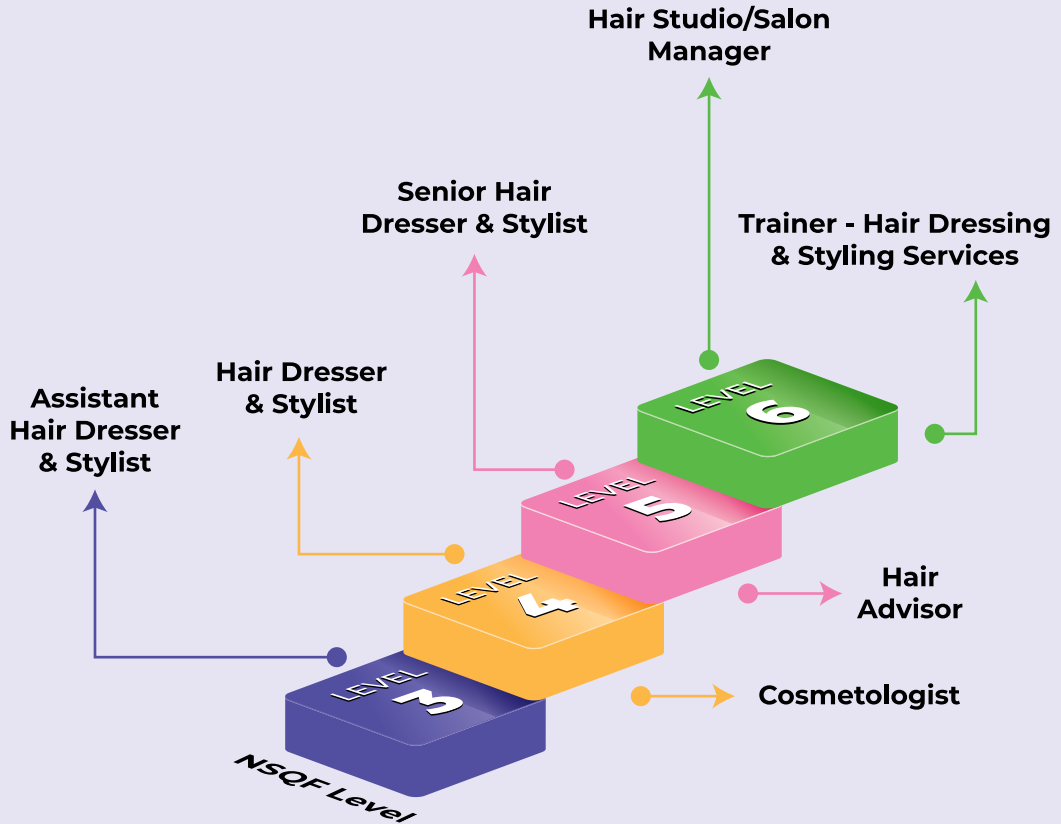 Hair Studio/Salon
Manager
Senior Hair
Dresser & Stylist
Trainer - Hair Dressing
& Styling Services
Hair Dresser
& Stylist
Assistant
Hair Dresser
& Stylist
LEVEL
6
LEVEL
5
Hair
Advisor
LEVEL
4
Cosmetologist
LEVEL
3
NSQF Level